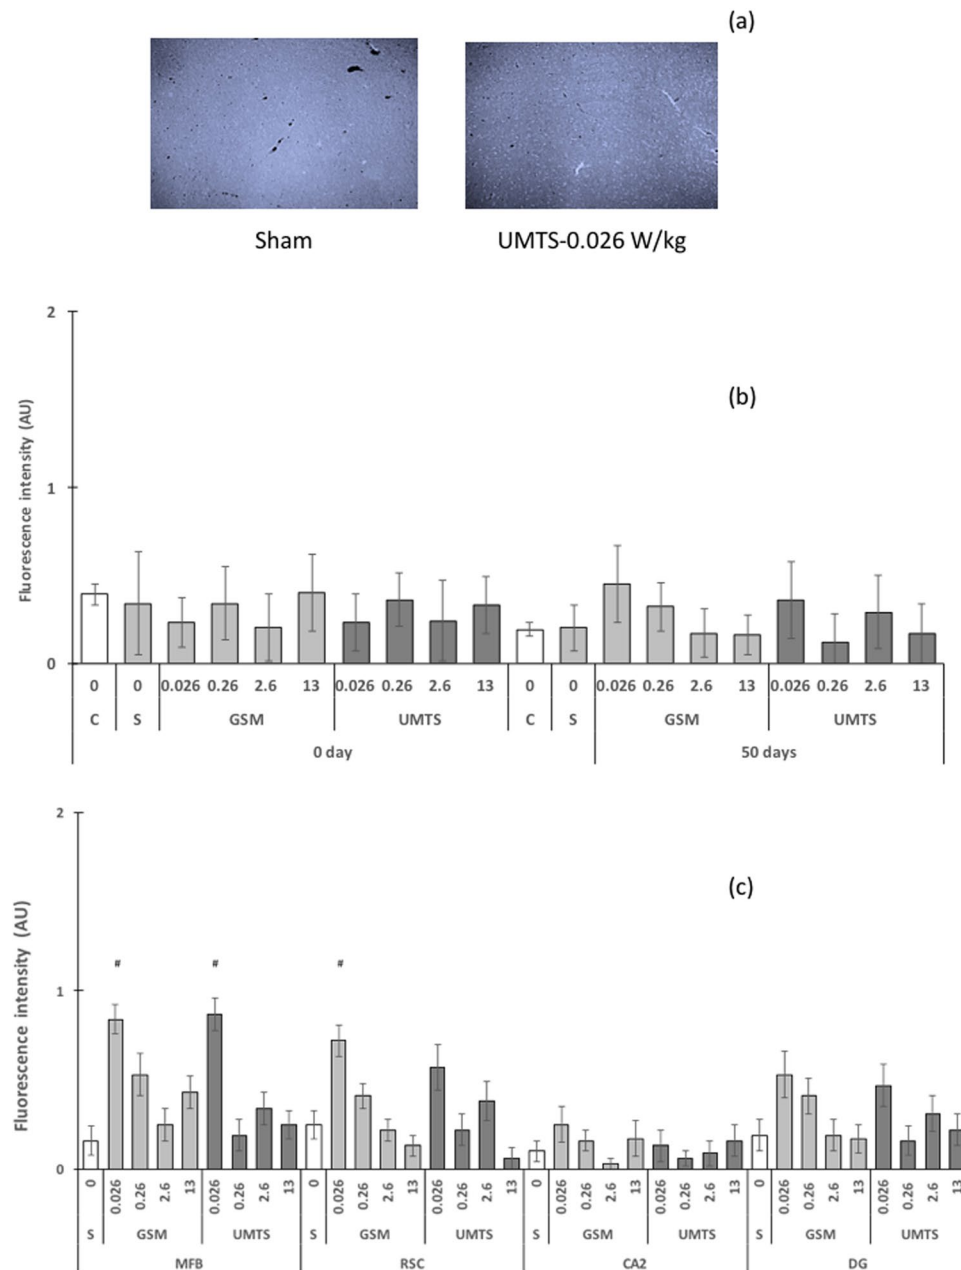 (a)
Sham UMTS-0.026 W/kg
2
(b)
Fluorescence intensity (AU)
1
0
0 0 0.026 0.26 2.6 13 0.026 0.26 2.6 13 0 0 0.026 0.26 2.6 13 0.026 0.26 2.6 13
C S GSM UMTS C S GSM UMTS
0 day 50 days
2
(c)
Fluorescence intensity (AU)
# # #
1
0
0 0.026 0.26 2.6 13 0.026 0.26 2.6 13 0 0.026 0.26 2.6 13 0.026 0.26 2.6 13 0 0.026 0.26 2.6 13 0.026 0.26 2.6 13 0 0.026 0.26 2.6 13 0.026 0.26 2.6 13
S GSM UMTS S GSM UMTS S GSM UMTS S GSM UMTS
MFB RSC CA2 DG